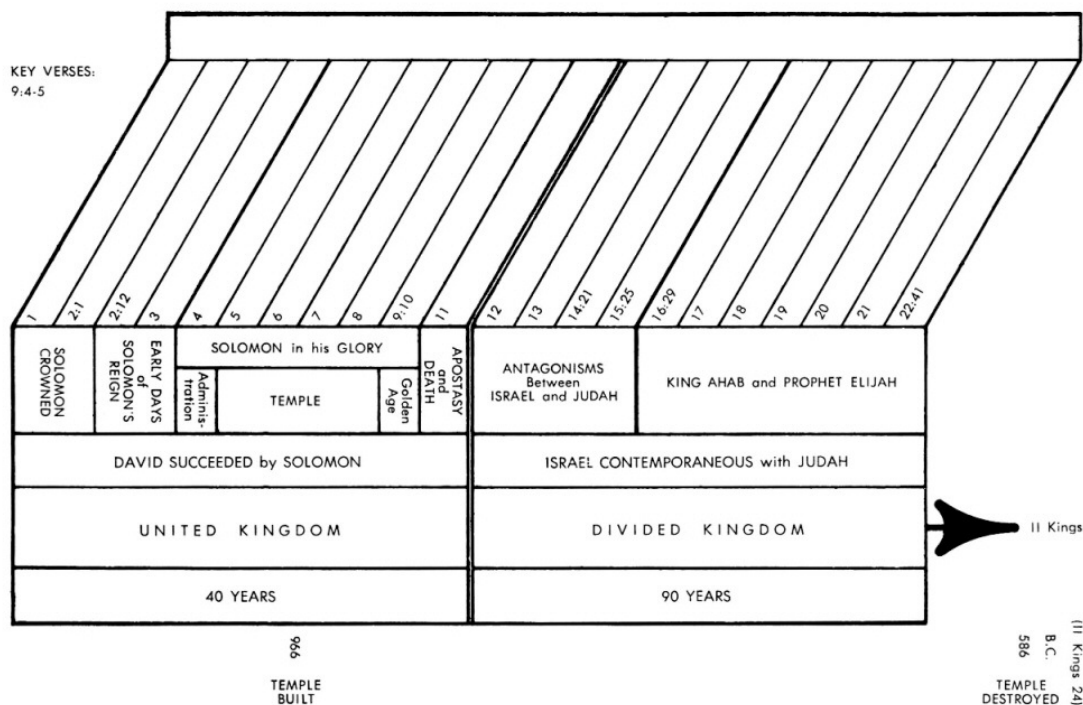 KEY VERSES:
9:4-5
1
2:1
2:12
3
4
5
6
7
8
9:10
11
12
13
14:21
15:25
16:29
17
18
19
20
21
22:41
SOLOMON
CROWNED
EARLY DAYS
of
SOLOMON'S
REIGN
SOLOMON in his GLORY
Adminis-
tration
TEMPLE
Golden
Age
APOSTASY
and
DEATH
ANTAGONISMS
Between
ISRAEL and JUDAH
KING AHAB and PROPHET ELIJAH
DAVID SUCCEEDED by SOLOMON
ISRAEL CONTEMPORANEOUS with JUDAH
UNITED KINGDOM
DIVIDED KINGDOM
II Kings
40 YEARS
90 YEARS
966
TEMPLE
BUILT
(II Kings 24)
B.C.
586
TEMPLE
DESTROYED